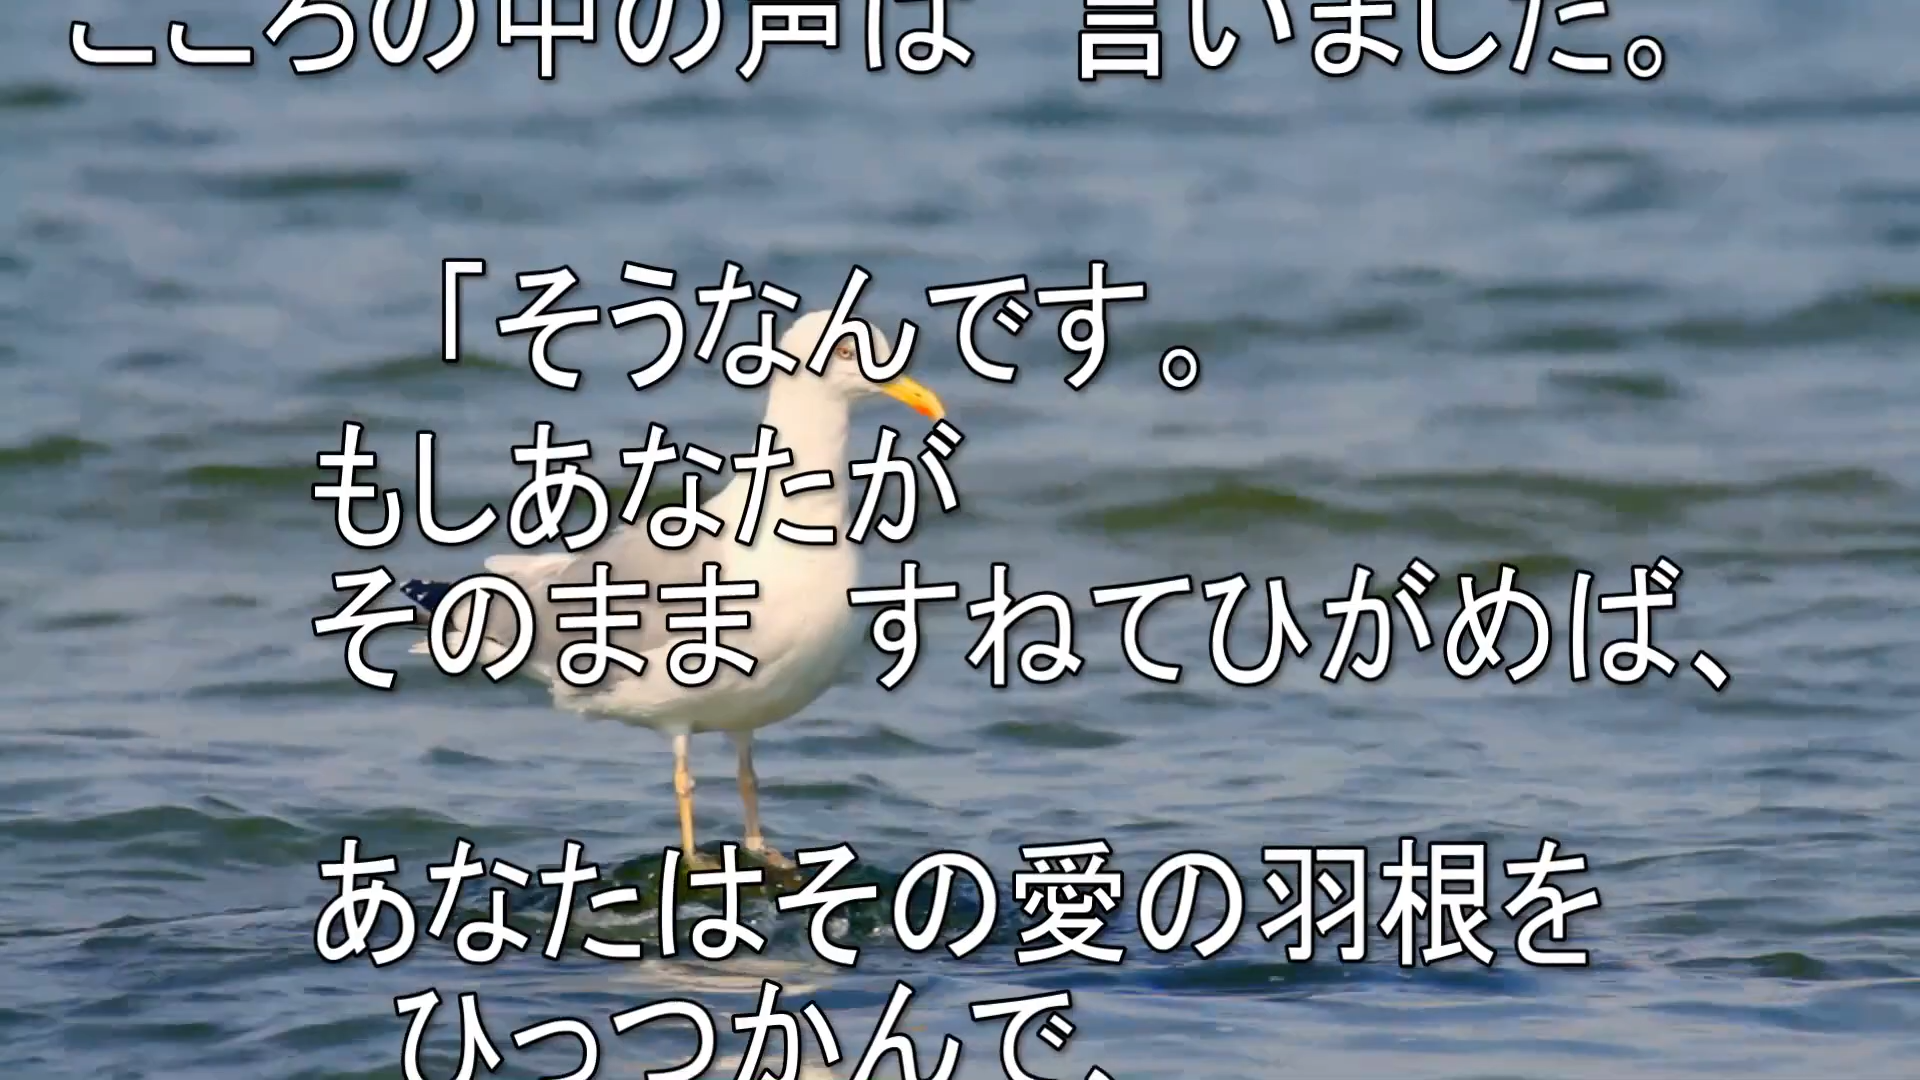 こころの中の声は　言いました。
「そうなんです。
もしあなたが
そのまま　すねてひがめば、
あなたはその愛の羽根を
ひっつかんで、